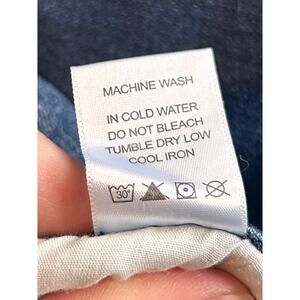 MACHINE WASH
IN COLD WATER
DO NOT BLEACH
TUMBLE DRY LOW
COOL IRON
30°